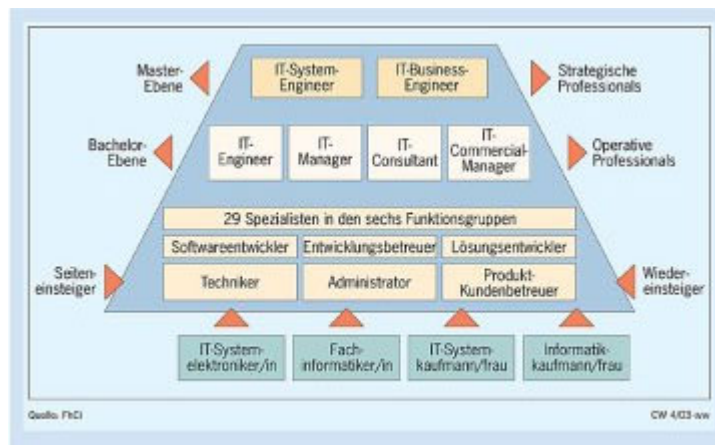 Master-
Ebene
IT-System-
Engineer
IT-Business-
Engineer
Strategische
Professionals
Bachelor-
Ebene
IT-
Engineer
IT-
Manager
IT-
Consultant
IT-
Commercial-
Manager
Operative
Professionals
29 Spezialisten in den sechs Funktionsgruppen
Softwareentwickler
Entwicklungsbetreuer
Lösungsentwickler
Seiten-
einsteiger
Techniker
Administrator
Produkt-
Kundenbetreuer
Wieder-
einsteiger
IT-System-
elektroniker/in
Fach-
informatiker/in
IT-System-
kaufmann/frau
Informatik-
kaufmann/frau
Quelle: FhG
CW 4/03-ww